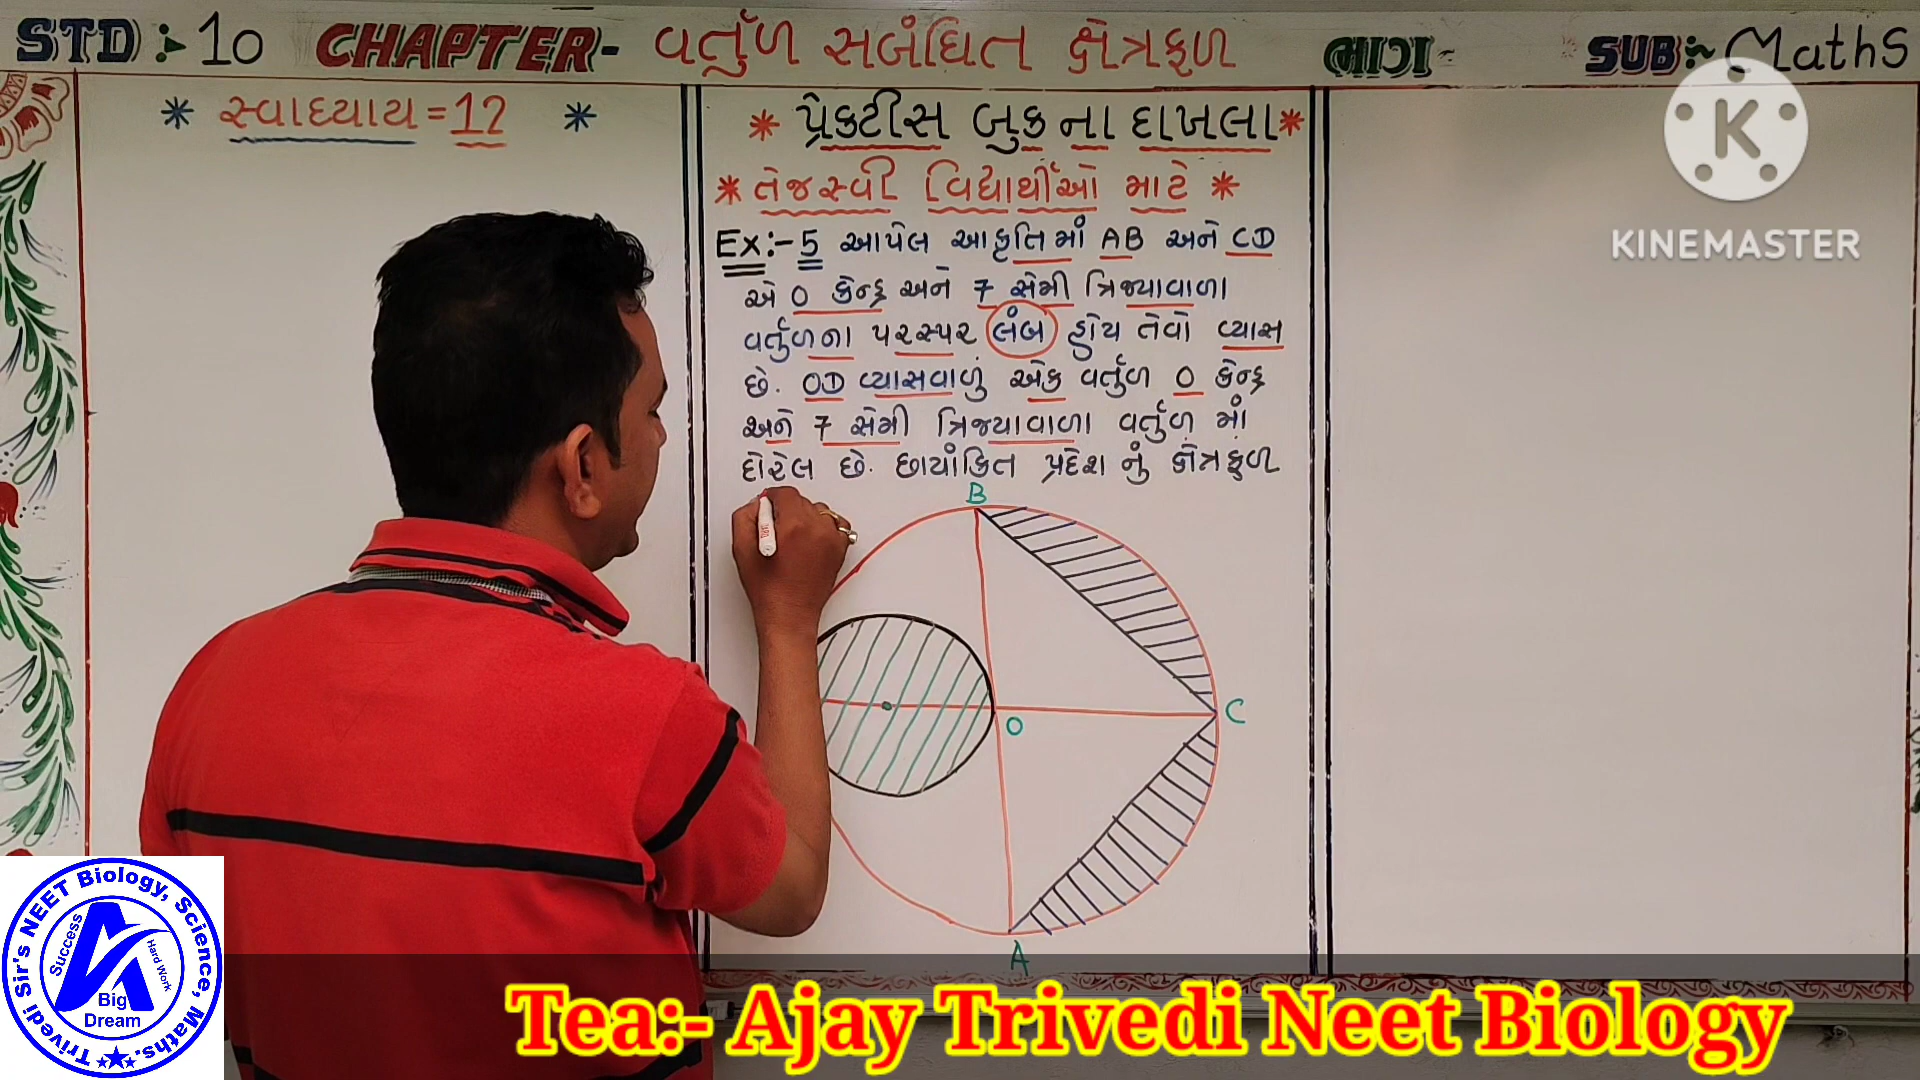 STD :- 10 CHAPTER- વર્તુળ સબંધિત ક્ષેત્રફળ ભાગ- SUB:- Maths
* સ્વાધ્યાય = 12 *
* પ્રેકટીસ બુક ના દાખલા *
* તેજસ્વી વિદ્યાર્થીઓ માટે *
Ex:- 5 આપેલ આકૃતિમાં AB અને CD
એ O કેન્દ્ર અને 7 સેમી ત્રિજ્યાવાળા
વર્તુળના પરસ્પર લંબ હોય તેવો વ્યાસ
છે. OD વ્યાસવાળું એક વર્તુળ O કેન્દ્ર
અને 7 સેમી ત્રિજયાવાળા વર્તુળ માં
દોરેલ છે. છાયાંકિત પ્રદેશ નું ક્ષેત્રફળ
B
O
C
A
K
KINEMASTER
Trivedi Sir's NEET Biology, Science, Maths.
Success
Hard Work
Big
Dream
Tea:- Ajay Trivedi Neet Biology